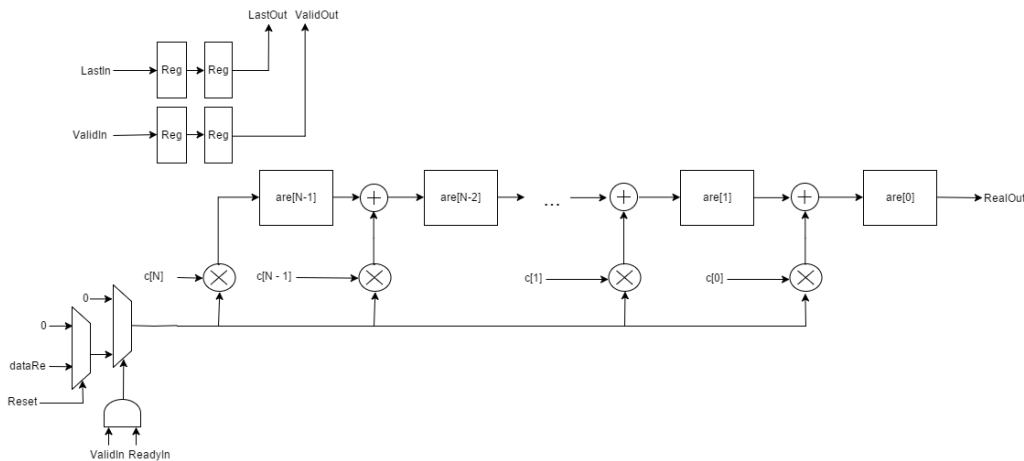 LastOut ValidOut
LastIn Reg Reg
ValidIn Reg Reg
are[N-1] + are[N-2] ... + are[1] + are[0] RealOut
c[N] c[N - 1] c[1] c[0]
0
0
dataRe
Reset
ValidIn ReadyIn